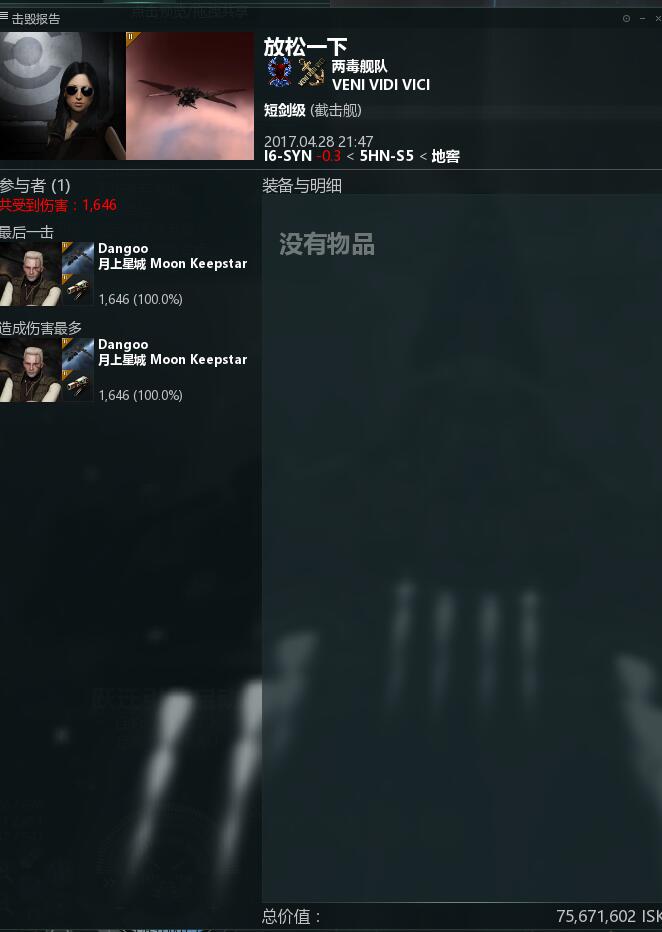 击毁报告
放松一下
两毒舰队
VENI VIDI VICI
短剑级 (截击舰)
2017.04.28 21:47
I6-SYN -0.3 < 5HN-S5 < 地窖
参与者 (1)
共受到伤害：1,646
最后一击
Dangoo
月上星城 Moon Keepstar
1,646 (100.0%)
造成伤害最多
Dangoo
月上星城 Moon Keepstar
1,646 (100.0%)
装备与明细
没有物品
总价值：
75,671,602 ISK